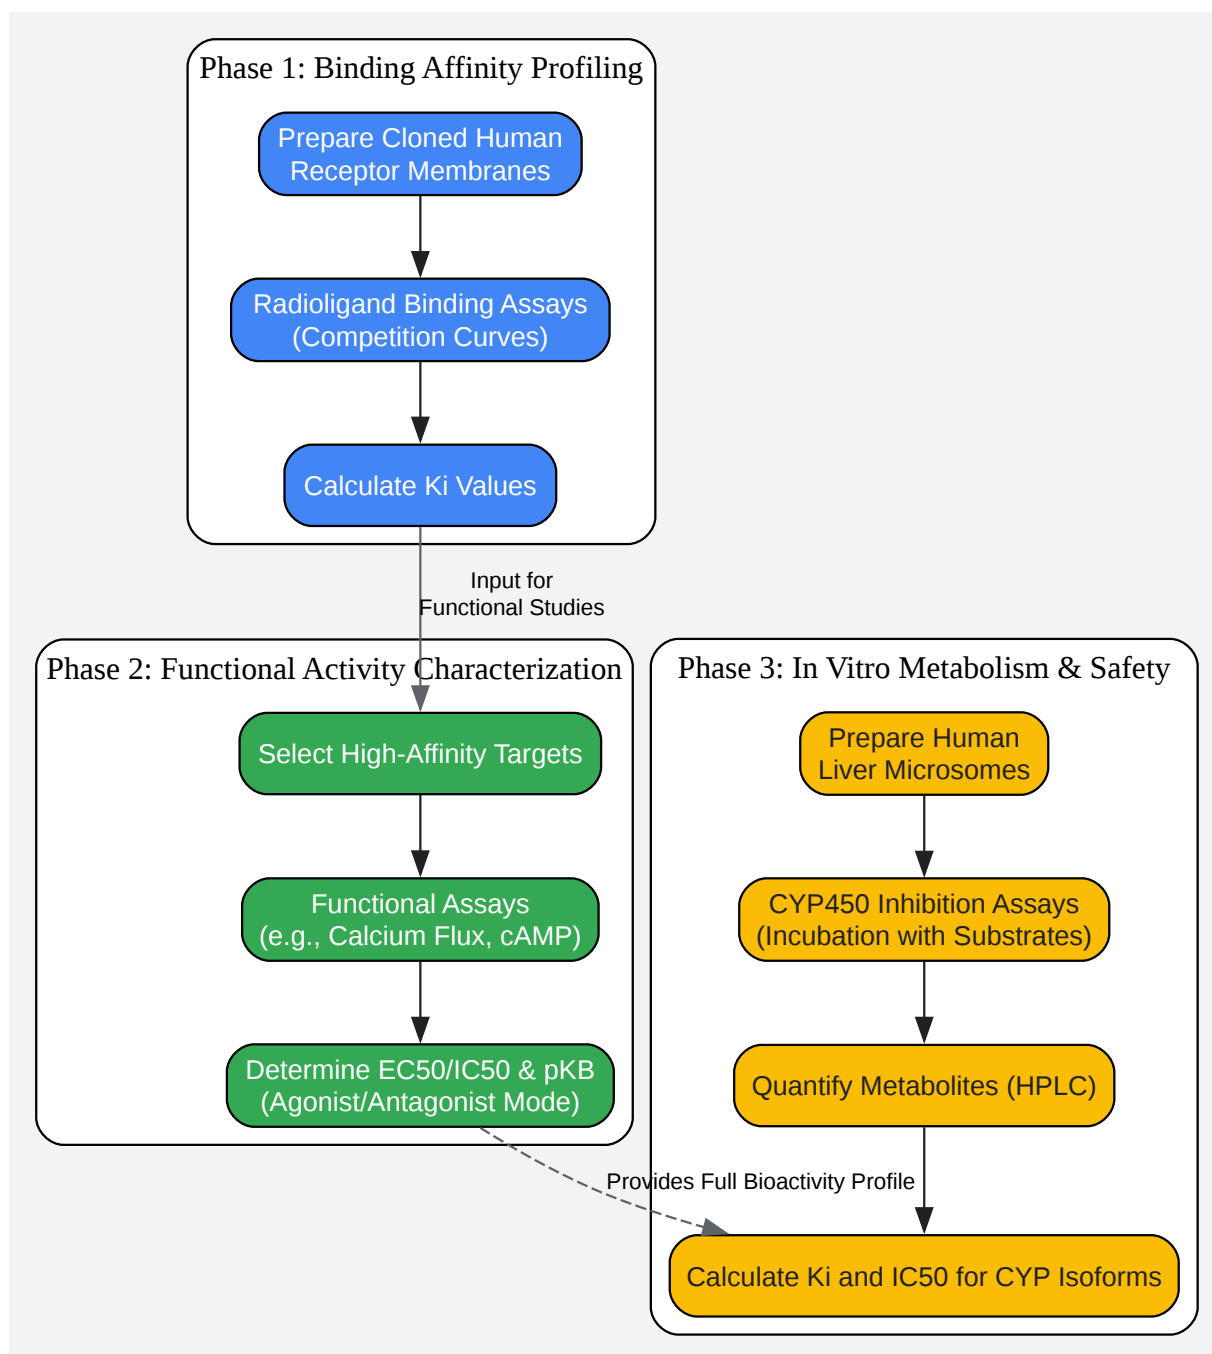 Phase 1: Binding Affinity Profiling
Prepare Cloned Human
Receptor Membranes
Radioligand Binding Assays
(Competition Curves)
Calculate Ki Values
Input for
Functional Studies
Phase 2: Functional Activity Characterization
Select High-Affinity Targets
Functional Assays
(e.g., Calcium Flux, cAMP)
Determine EC50/IC50 & pKB
(Agonist/Antagonist Mode)
Provides Full Bioactivity Profile
Phase 3: In Vitro Metabolism & Safety
Prepare Human
Liver Microsomes
CYP450 Inhibition Assays
(Incubation with Substrates)
Quantify Metabolites (HPLC)
Calculate Ki and IC50 for CYP Isoforms